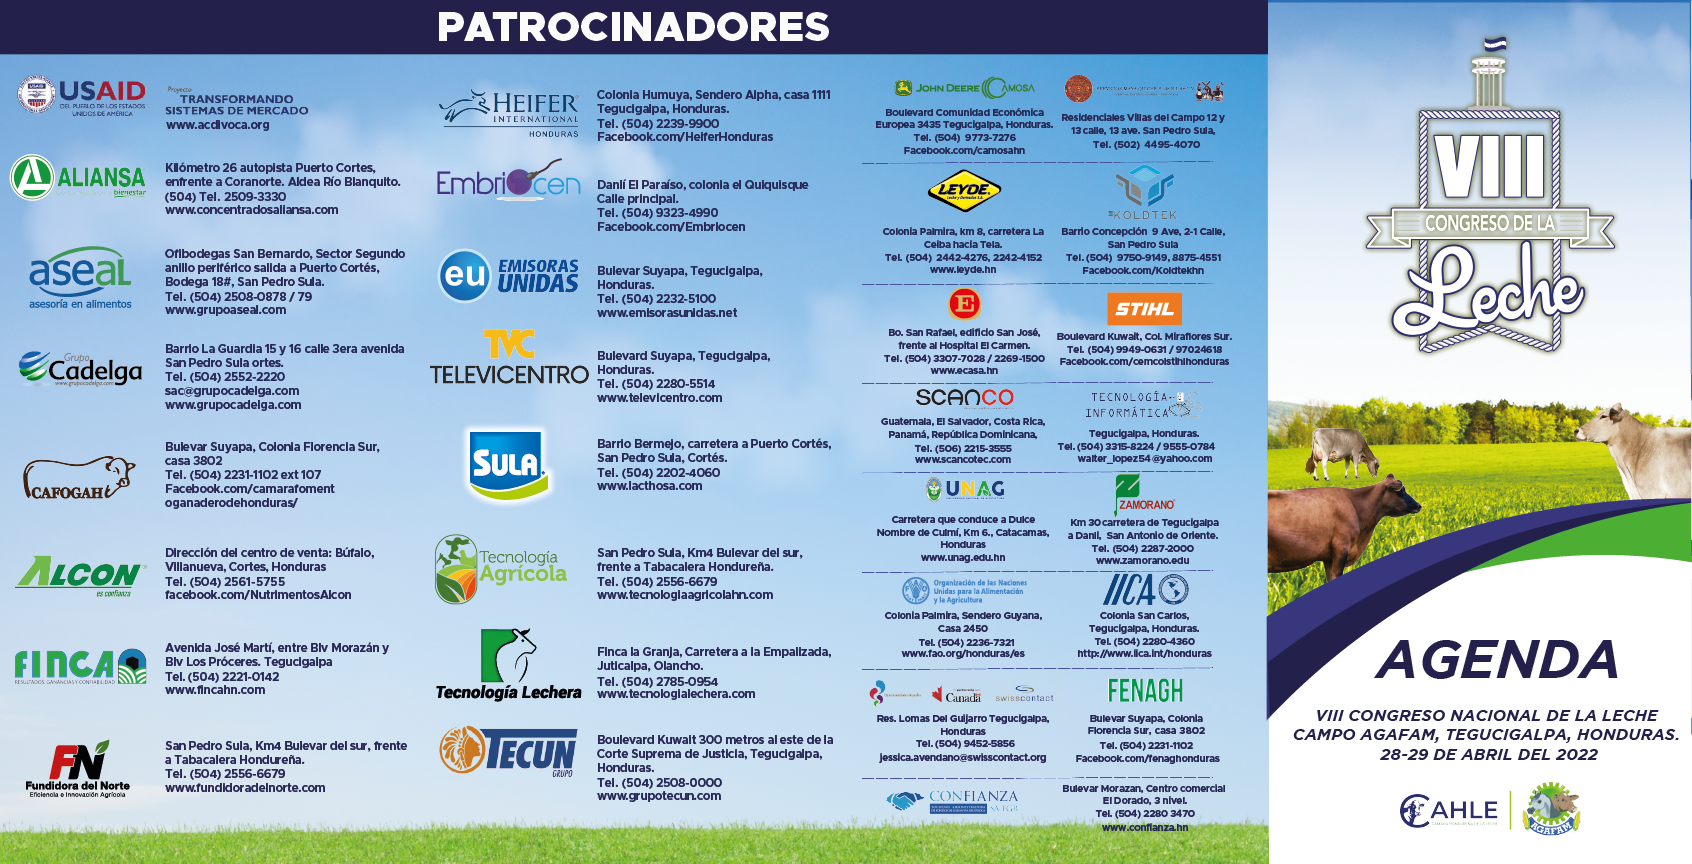 PATROCINADORES
USAID
DEL PUEBLO DE LOS ESTADOS
UNIDOS DE AMÉRICA
Proyecto
TRANSFORMANDO
SISTEMAS DE MERCADO
www.acdivoca.org
ALIANSA
bienestar
Kilómetro 26 autopista Puerto Cortes,
enfrente a Coranorte. Aldea Río Blanquito.
(504) Tel. 2509-3330
www.concentradosaliansa.com
aseal
asesoría en alimentos
Ofibodegas San Bernardo, Sector Segundo
anillo periférico salida a Puerto Cortés,
Bodega 18#, San Pedro Sula.
Tel. (504) 2508-0878 / 79
www.grupoaseal.com
Grupo
Cadelga
www.grupocadelga.com
Barrio La Guardia 15 y 16 calle 3era avenida
San Pedro Sula ortes.
Tel. (504) 2552-2220
sac@grupocadelga.com
www.grupocadelga.com
CAFOGAH
Bulevar Suyapa, Colonia Florencia Sur,
casa 3802
Tel. (504) 2231-1102 ext 107
Facebook.com/camarafoment
oganaderodehonduras/
ALCON
es confianza
Dirección del centro de venta: Búfalo,
Villanueva, Cortes, Honduras
Tel. (504) 2561-5755
facebook.com/NutrimentosAlcon
FINCA
RESULTADOS, GANANCIAS Y CONFIABILIDAD
Avenida José Martí, entre Blv Morazán y
Blv Los Próceres. Tegucigalpa
Tel. (504) 2221-0142
www.fincahn.com
FN
Fundidora del Norte
Eficiencia e Innovación Agrícola
San Pedro Sula, Km4 Bulevar del sur, frente
a Tabacalera Hondureña.
Tel. (504) 2556-6679
www.fundidoradelnorte.com
HEIFER
INTERNATIONAL
HONDURAS
Colonia Humuya, Sendero Alpha, casa 1111
Tegucigalpa, Honduras.
Tel. (504) 2239-9900
Facebook.com/HeiferHonduras
Embriocen
Danlí El Paraíso, colonia el Quiquisque
Calle principal.
Tel. (504) 9323-4990
Facebook.com/Embriocen
eu EMISORAS
UNIDAS
Bulevar Suyapa, Tegucigalpa,
Honduras.
Tel. (504) 2232-5100
www.emisorasunidas.net
TVC
TELEVICENTRO
Bulevard Suyapa, Tegucigalpa,
Honduras.
Tel. (504) 2280-5514
www.televicentro.com
SULA
Barrio Bermejo, carretera a Puerto Cortés,
San Pedro Sula, Cortés.
Tel. (504) 2202-4060
www.lacthosa.com
Tecnología
Agrícola
San Pedro Sula, Km4 Bulevar del sur,
frente a Tabacalera Hondureña.
Tel. (504) 2556-6679
www.tecnologiaagricolahn.com
Tecnología Lechera
Finca la Granja, Carretera a la Empalizada,
Juticalpa, Olancho.
Tel. (504) 2785-0954
www.tecnologialechera.com
TECUN
GRUPO
Boulevard Kuwait 300 metros al este de la
Corte Suprema de Justicia, Tegucigalpa,
Honduras.
Tel. (504) 2508-0000
www.grupotecun.com
JOHN DEERE CAMOSA
Boulevard Comunidad Económica
Europea 3435 Tegucigalpa, Honduras.
Tel. (504) 9773-7276
Facebook.com/camosahn
Residenciales Villas del Campo 12 y
13 calle, 13 ave. San Pedro Sula,
Tel. (502) 4495-4070
LEYDE
Leche y Derivados S.A.
Colonia Palmira, km 8, carretera La
Ceiba hacia Tela.
Tel. (504) 2442-4276, 2242-4152
www.leyde.hn
KOLDTEK
Barrio Concepción 9 Ave, 2-1 Calle,
San Pedro Sula
Tel. (504) 9750-9149, 8875-4551
Facebook.com/Koldtekhn
E
Bo. San Rafael, edificio San José,
frente al Hospital El Carmen.
Tel. (504) 3307-7028 / 2269-1500
www.ecasa.hn
STIHL
Boulevard Kuwait, Col. Miraflores Sur.
Tel. (504) 9949-0631 / 97024618
Facebook.com/cemcolstihlhonduras
SCANCO
Guatemala, El Salvador, Costa Rica,
Panamá, República Dominicana,
Tel. (506) 2215-3555
www.scancotec.com
TECNOLOGÍA
INFORMÁTICA
Tegucigalpa, Honduras.
Tel. (504) 3315-8224 / 9555-0784
walter_lopez54@yahoo.com
UNAG
Carretera que conduce a Dulce
Nombre de Culmí, Km 6., Catacamas,
Honduras
www.unag.edu.hn
ZAMORANO
Km 30 carretera de Tegucigalpa
a Danlí, San Antonio de Oriente.
Tel. (504) 2287-2000
www.zamorano.edu
Organización de las Naciones
Unidas para la Alimentación
y la Agricultura
Colonia Palmira, Sendero Guyana,
Casa 2450
Tel. (504) 2236-7321
www.fao.org/honduras/es
IICA
Colonia San Carlos,
Tegucigalpa, Honduras.
Tel. (504) 2280-4360
http://www.iica.int/honduras
Canada
swisscontact
Res. Lomas Del Guijarro Tegucigalpa,
Honduras
Tel. (504) 9452-5856
jessica.avendano@swisscontact.org
FENAGH
Bulevar Suyapa, Colonia
Florencia Sur, casa 3802
Tel. (504) 2231-1102
Facebook.com/fenaghonduras
CONFIANZA
SA-FGR
Bulevar Morazan, Centro comercial
El Dorado, 3 nivel.
Tel. (504) 2280 3470
www.confianza.hn
VIII
CONGRESO DE LA
Leche
AGENDA
VIII CONGRESO NACIONAL DE LA LECHE
CAMPO AGAFAM, TEGUCIGALPA, HONDURAS.
28-29 DE ABRIL DEL 2022
CAHLE
AGAFAM